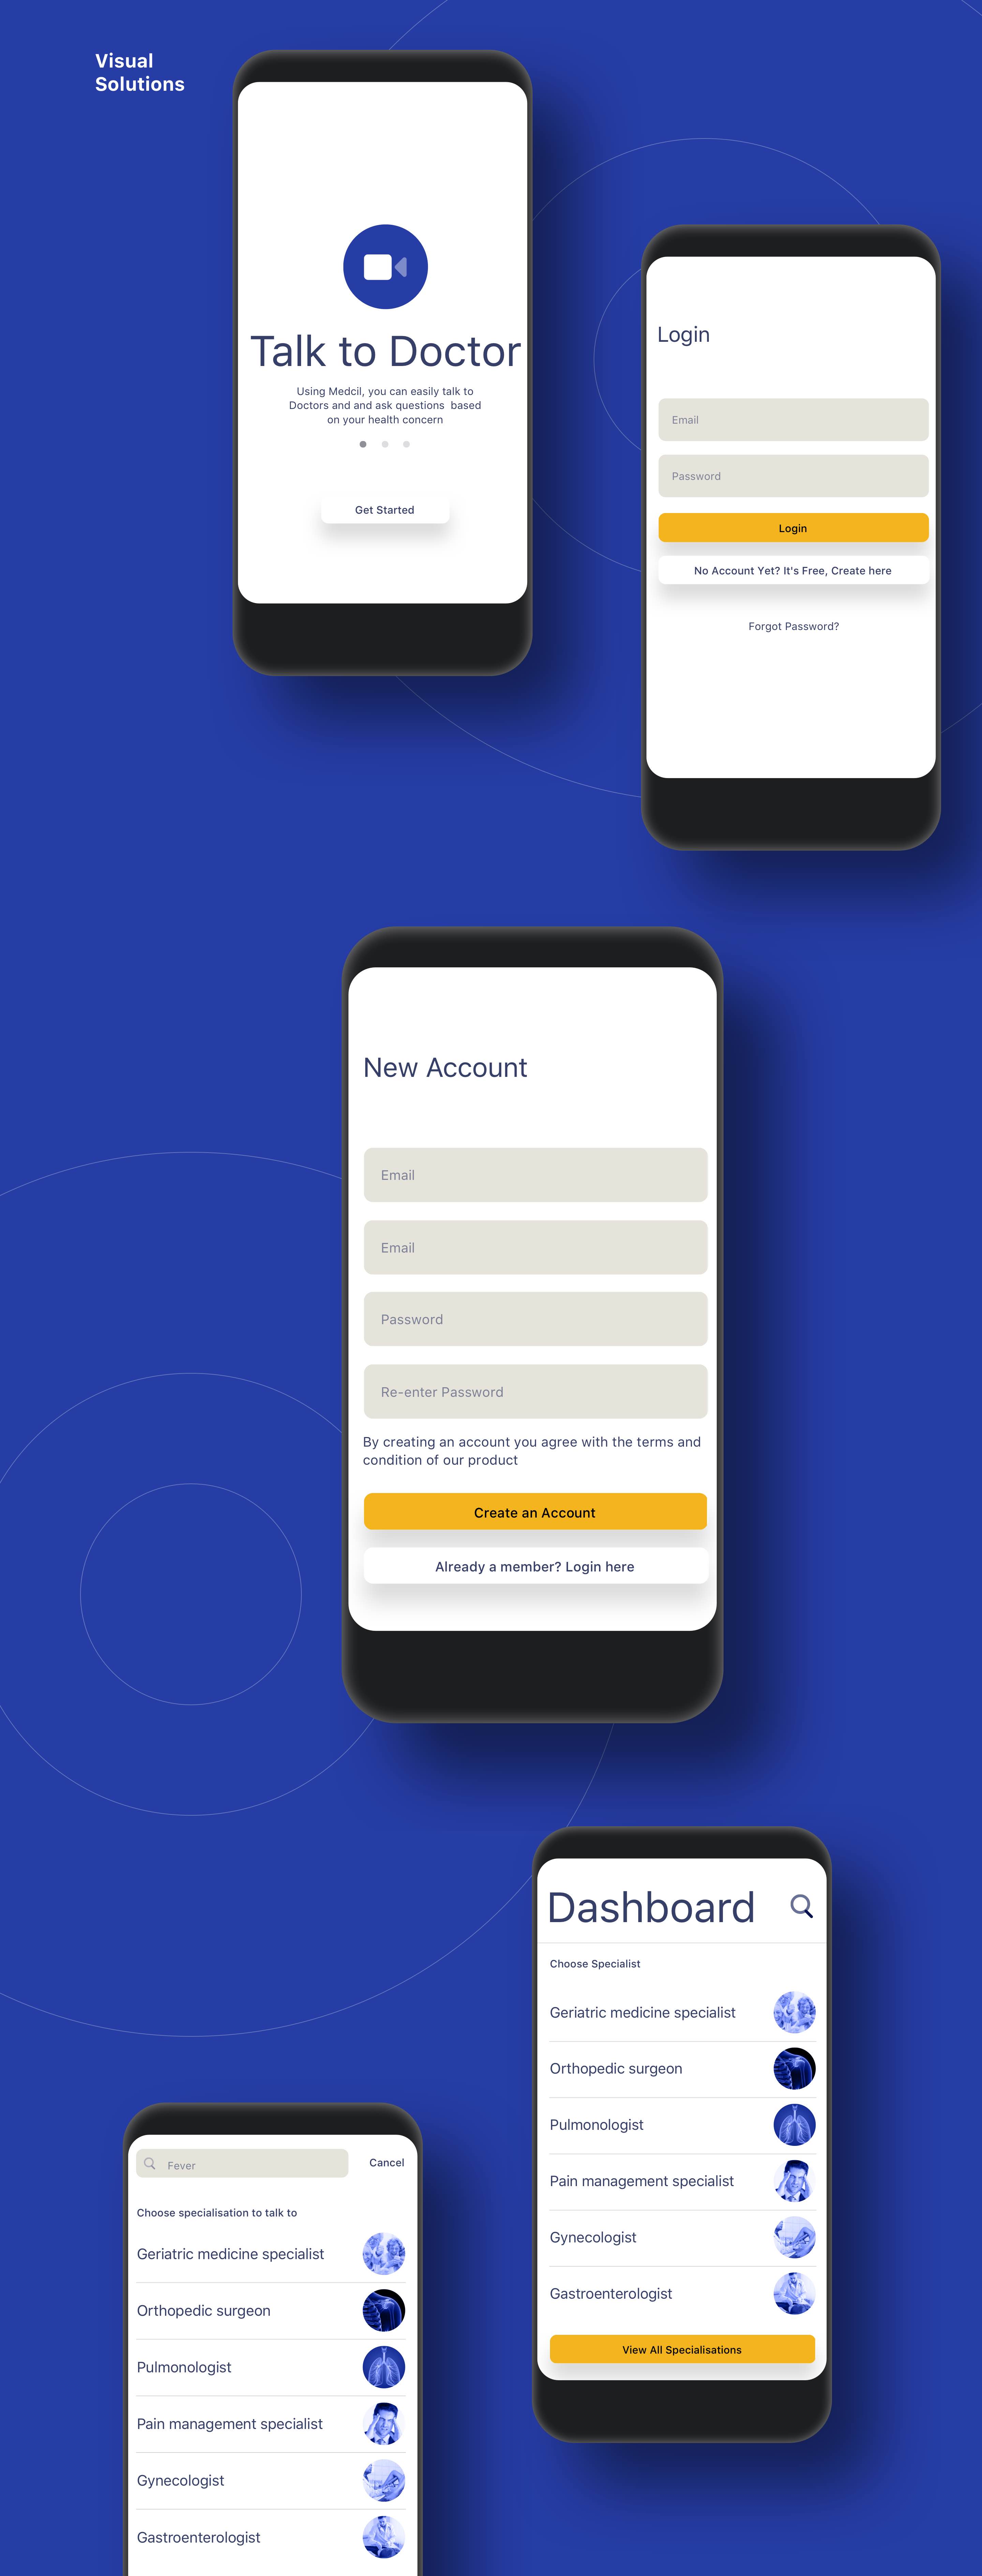 Visual
Solutions
Talk to Doctor
Using Medcil, you can easily talk to
Doctors and and ask questions  based
on your health concern
Get Started
Login
Email
Password
Login
No Account Yet? It's Free, Create here
Forgot Password?
New Account
Email
Email
Password
Re-enter Password
By creating an account you agree with the terms and
condition of our product
Create an Account
Already a member? Login here
Dashboard
Choose Specialist
Geriatric medicine specialist
Orthopedic surgeon
Pulmonologist
Pain management specialist
Gynecologist
Gastroenterologist
View All Specialisations
Fever
Cancel
Choose specialisation to talk to
Geriatric medicine specialist
Orthopedic surgeon
Pulmonologist
Pain management specialist
Gynecologist
Gastroenterologist